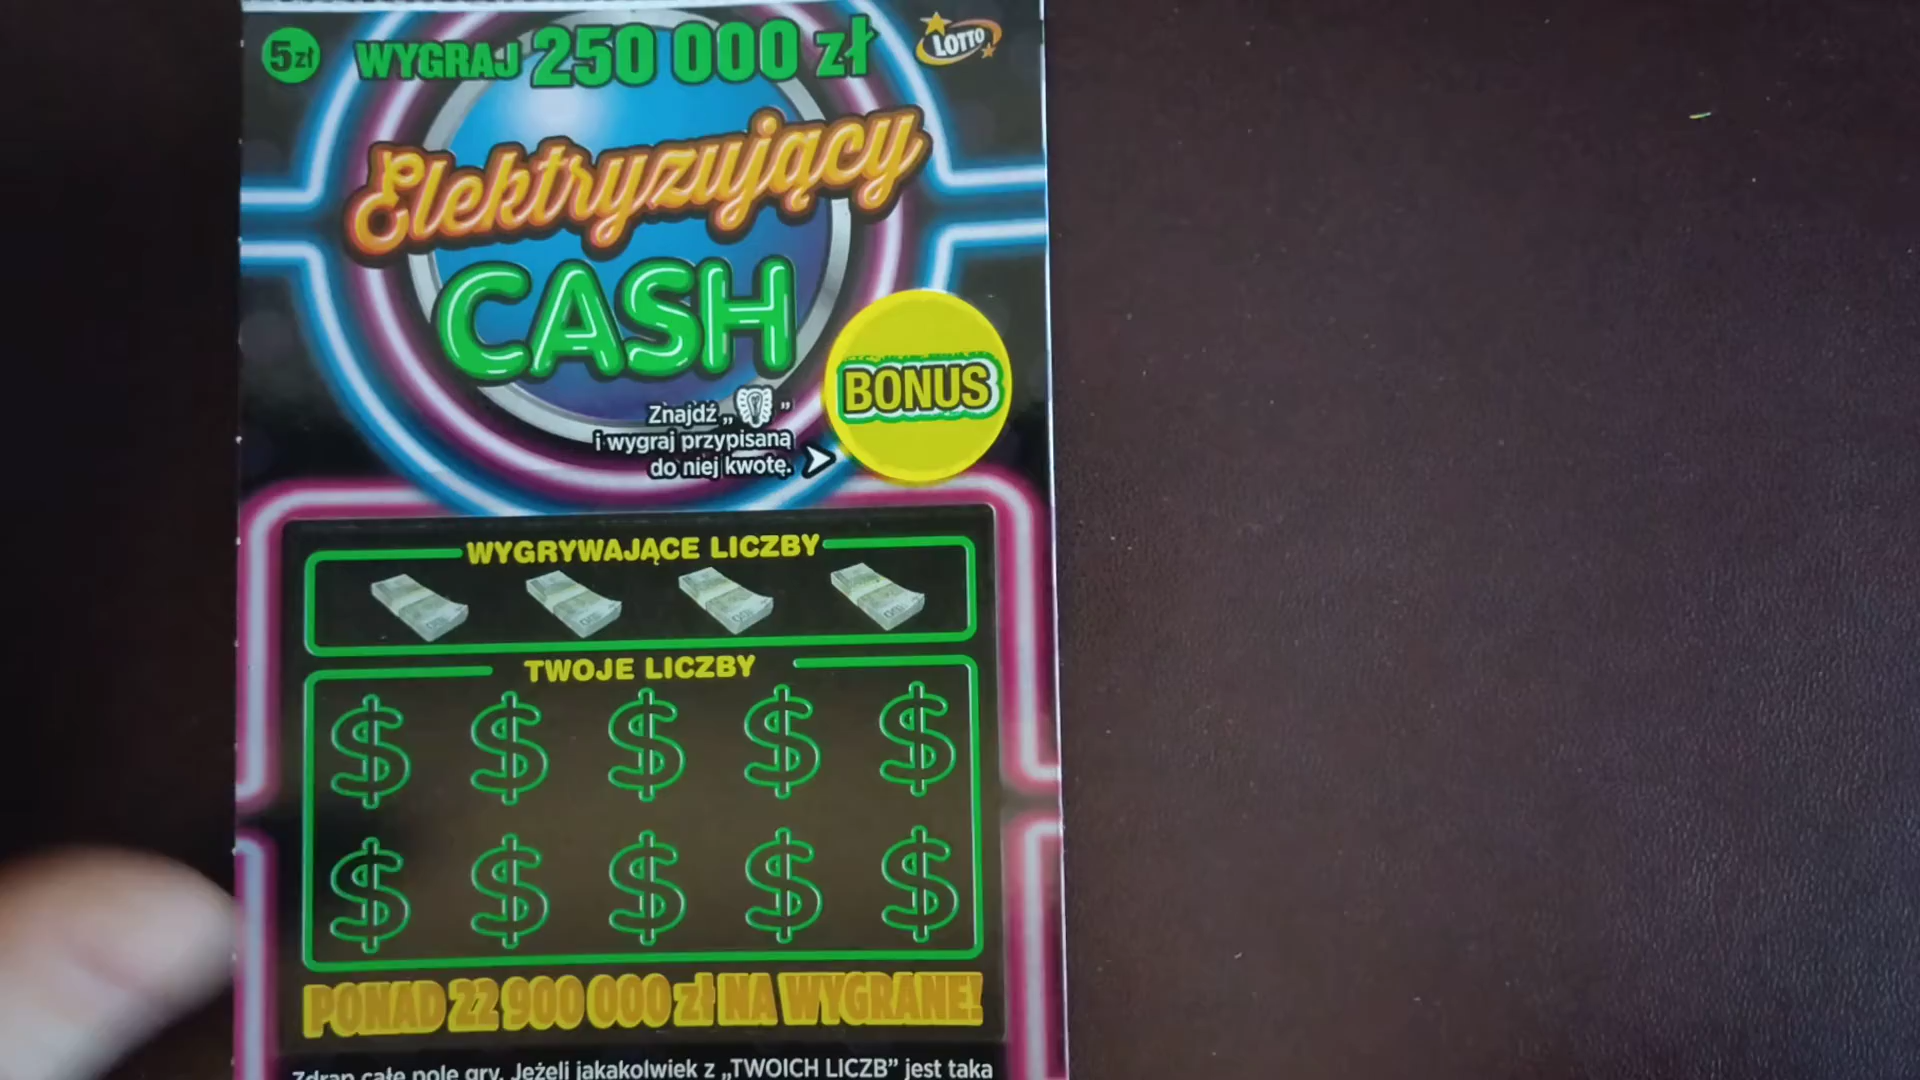 5zł WYGRAJ 250 000 zł LOTTO
Elektryzujący
CASH
BONUS
Znajdź „ ”
i wygraj przypisaną
do niej kwotę.
WYGRYWAJĄCE LICZBY
TWOJE LICZBY
$ $ $ $ $
$ $ $ $ $
PONAD 22 900 000 zł NA WYGRANE!
Zdrap całe pole gry. Jeżeli jakakolwiek z „TWOICH LICZB” jest taka